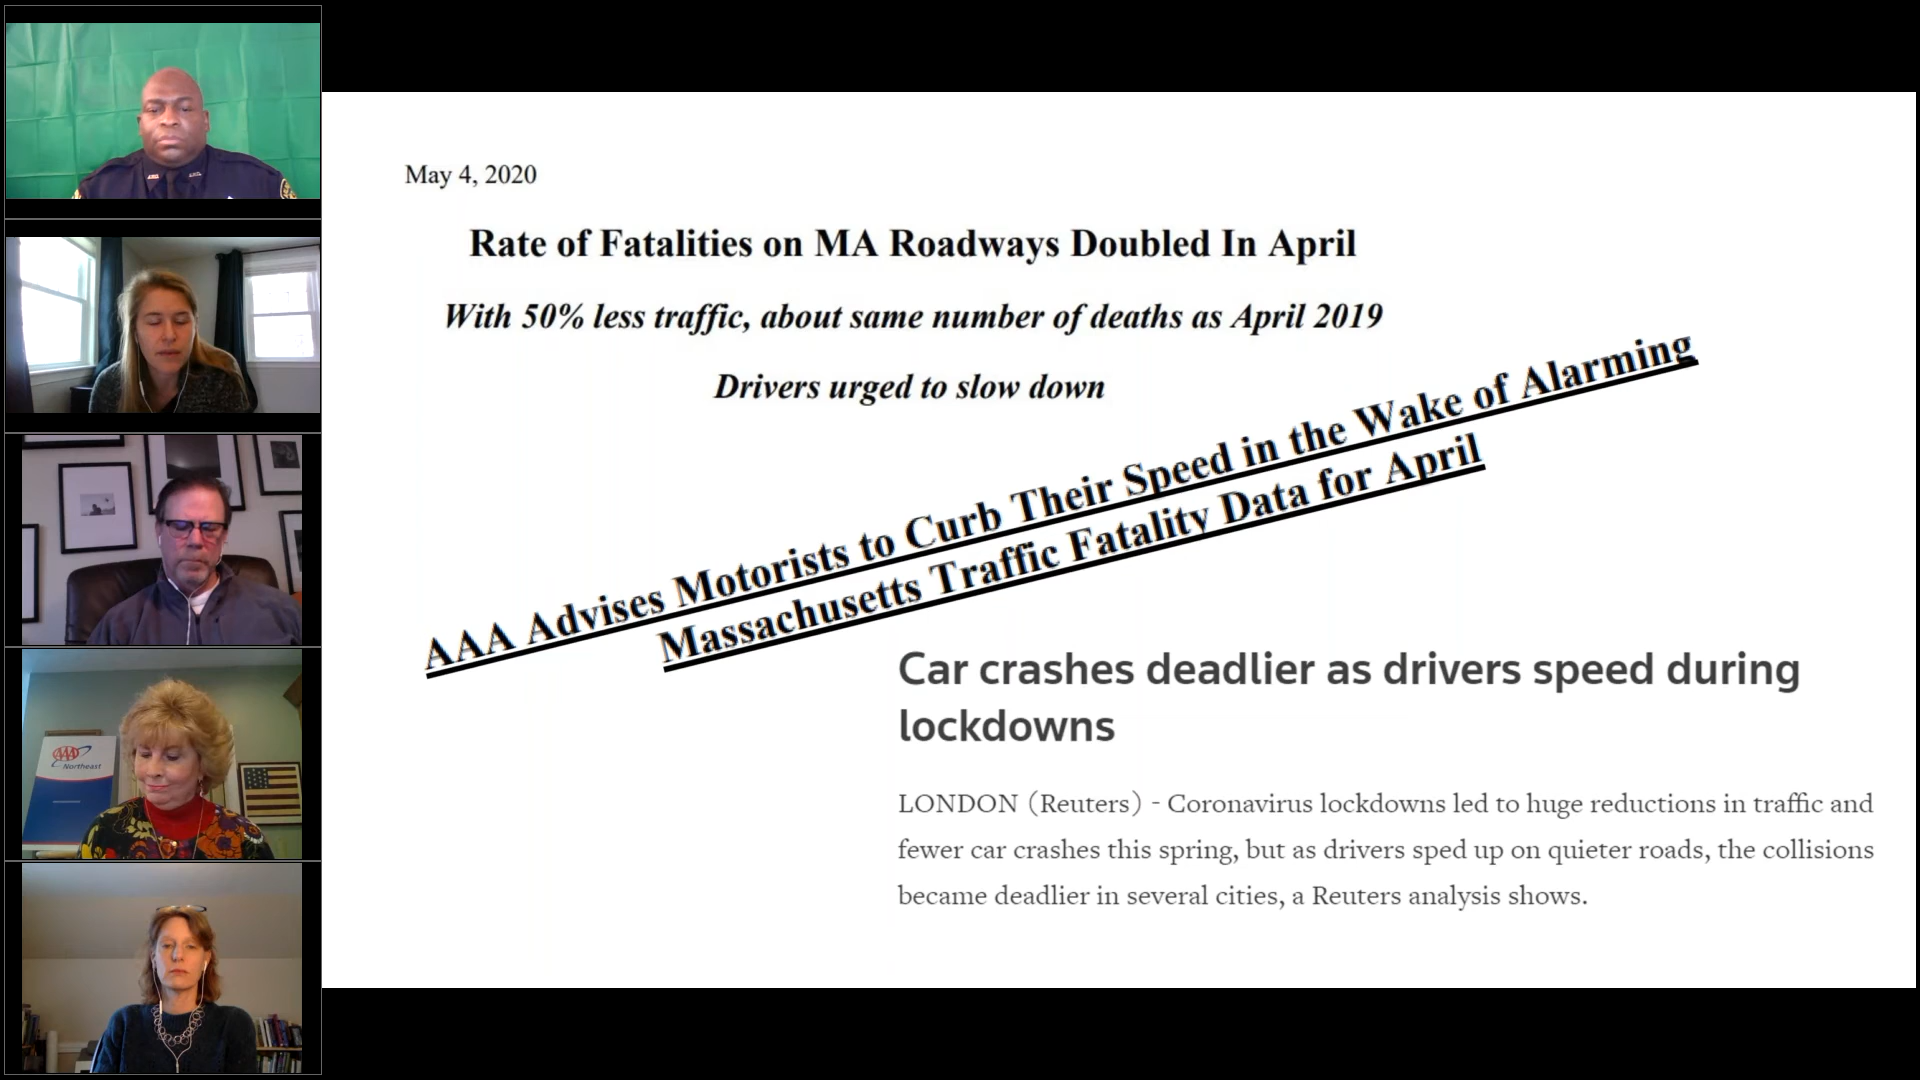 May 4, 2020
Rate of Fatalities on MA Roadways Doubled In April
With 50% less traffic, about same number of deaths as April 2019
Drivers urged to slow down
AAA Advises Motorists to Curb Their Speed in the Wake of Alarming
Massachusetts Traffic Fatality Data for April
Car crashes deadlier as drivers speed during
lockdowns
LONDON (Reuters) - Coronavirus lockdowns led to huge reductions in traffic and
fewer car crashes this spring, but as drivers sped up on quieter roads, the collisions
became deadlier in several cities, a Reuters analysis shows.
AAA
Northeast